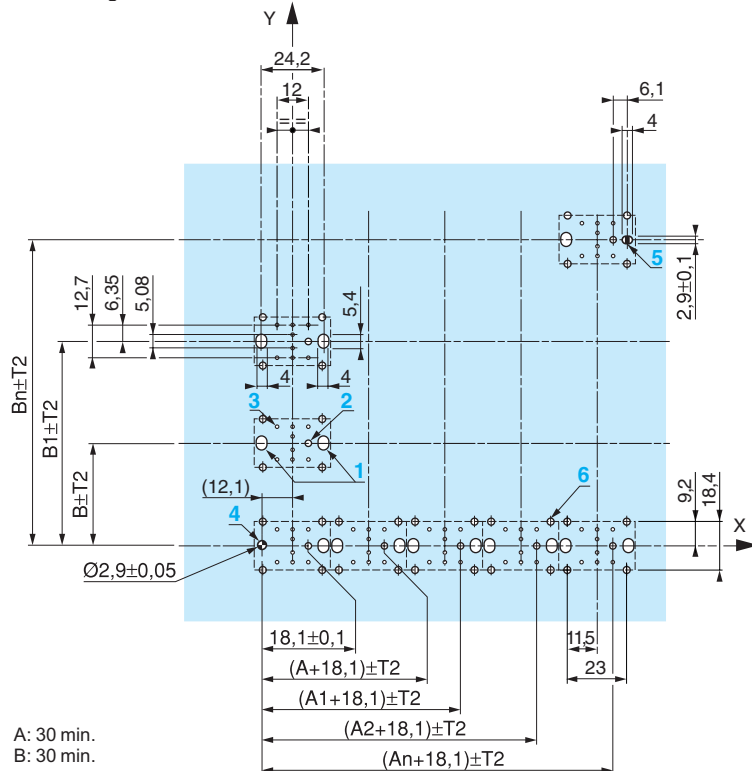 Y
24,2
12
= =
6,1
4
5
2,9±0,1
12,7
6,35
5,08
5,4
4
4
Bn±T2
B1±T2
B±T2
3
2
1
(12,1)
4
6
9,2
18,4
X
Ø2,9±0,05
18,1±0,1
11,5
(A+18,1)±T2
23
(A1+18,1)±T2
(A2+18,1)±T2
(An+18,1)±T2
A: 30 min.
B: 30 min.